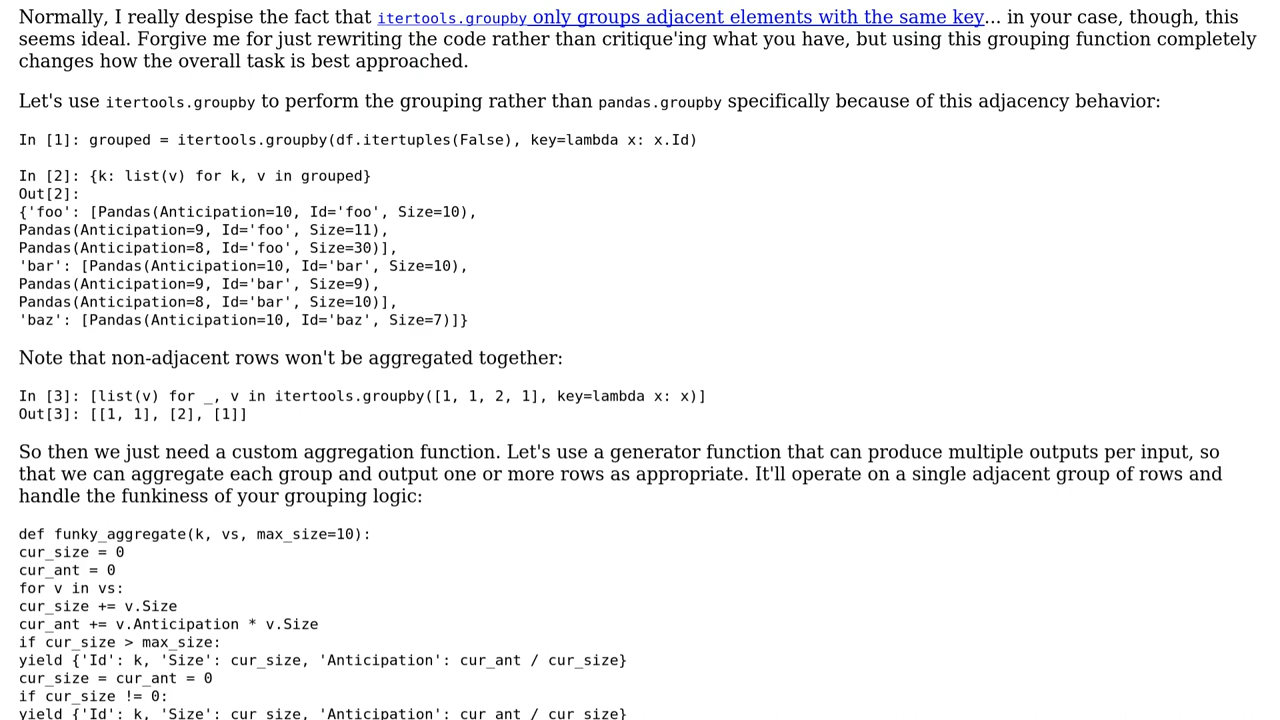 Normally, I really despise the fact that itertools.groupby only groups adjacent elements with the same key... in your case, though, this
seems ideal. Forgive me for just rewriting the code rather than critique'ing what you have, but using this grouping function completely
changes how the overall task is best approached.
Let's use itertools.groupby to perform the grouping rather than pandas.groupby specifically because of this adjacency behavior:
In [1]: grouped = itertools.groupby(df.itertuples(False), key=lambda x: x.Id)
In [2]: {k: list(v) for k, v in grouped}
Out[2]:
{'foo': [Pandas(Anticipation=10, Id='foo', Size=10),
Pandas(Anticipation=9, Id='foo', Size=11),
Pandas(Anticipation=8, Id='foo', Size=30)],
'bar': [Pandas(Anticipation=10, Id='bar', Size=10),
Pandas(Anticipation=9, Id='bar', Size=9),
Pandas(Anticipation=8, Id='bar', Size=10)],
'baz': [Pandas(Anticipation=10, Id='baz', Size=7)]}
Note that non-adjacent rows won't be aggregated together:
In [3]: [list(v) for _, v in itertools.groupby([1, 1, 2, 1], key=lambda x: x)]
Out[3]: [[1, 1], [2], [1]]
So then we just need a custom aggregation function. Let's use a generator function that can produce multiple outputs per input, so
that we can aggregate each group and output one or more rows as appropriate. It'll operate on a single adjacent group of rows and
handle the funkiness of your grouping logic:
def funky_aggregate(k, vs, max_size=10):
cur_size = 0
cur_ant = 0
for v in vs:
cur_size += v.Size
cur_ant += v.Anticipation * v.Size
if cur_size > max_size:
yield {'Id': k, 'Size': cur_size, 'Anticipation': cur_ant / cur_size}
cur_size = cur_ant = 0
if cur_size != 0:
yield {'Id': k, 'Size': cur_size, 'Anticipation': cur_ant / cur_size}